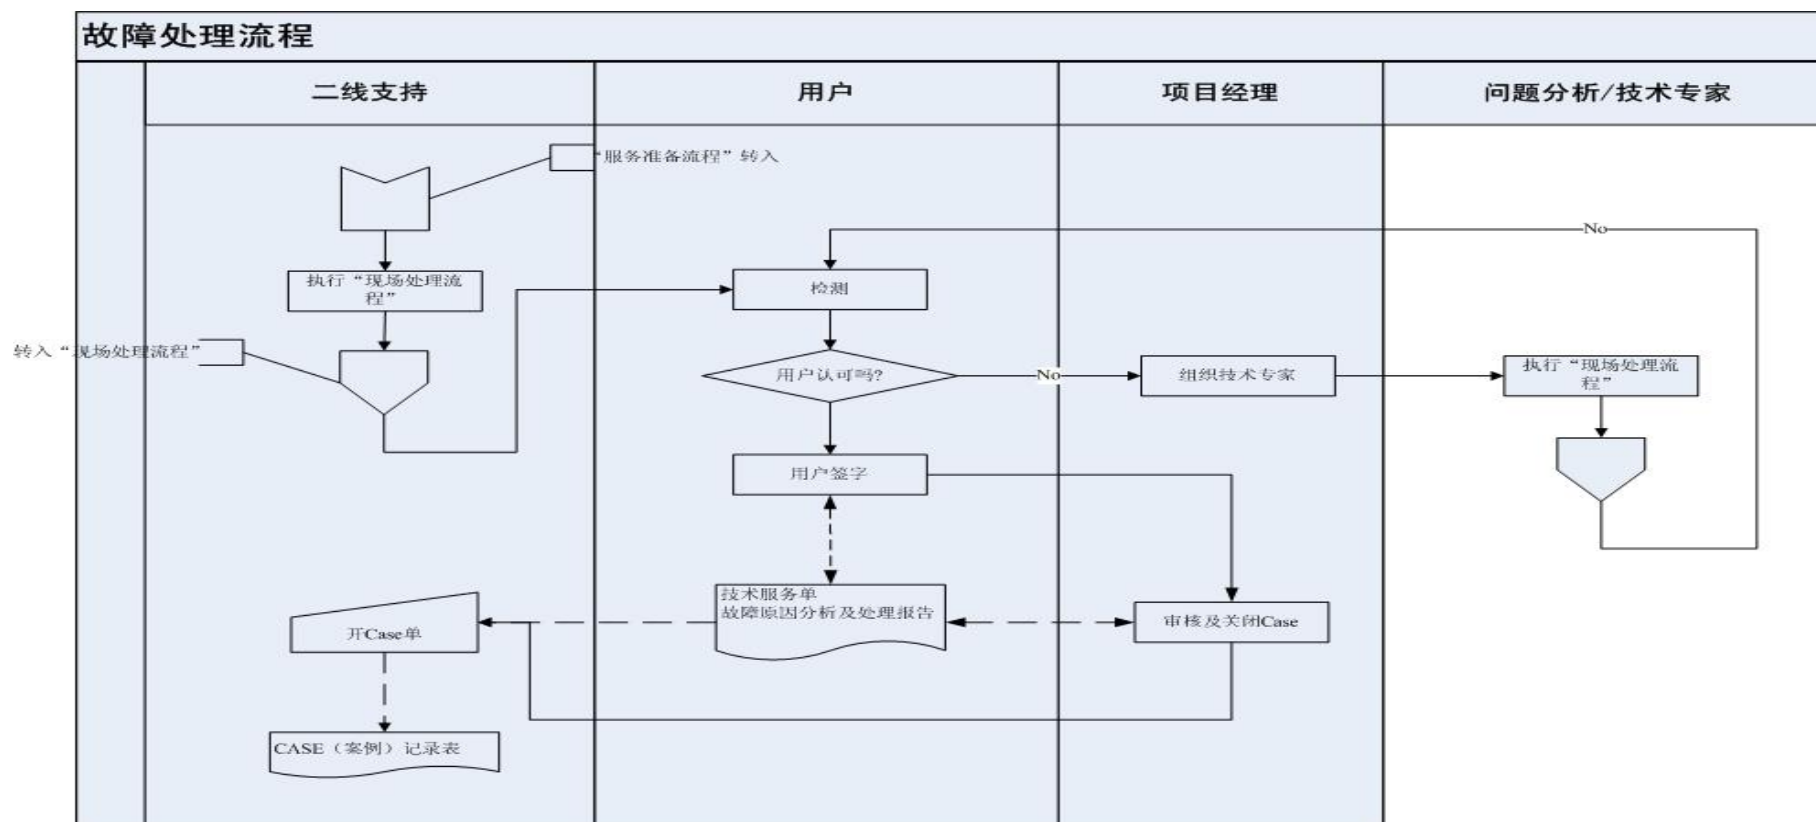 故障处理流程
二线支持
用户
项目经理
问题分析/技术专家
“服务准备流程”转入
No
执行“现场处理流
程”
检测
转入“现场处理流程”
用户认可吗?
No
组织技术专家
执行“现场处理流
程”
用户签字
技术服务单
故障原因分析及处理报告
开Case单
审核及关闭Case
CASE（案例）记录表